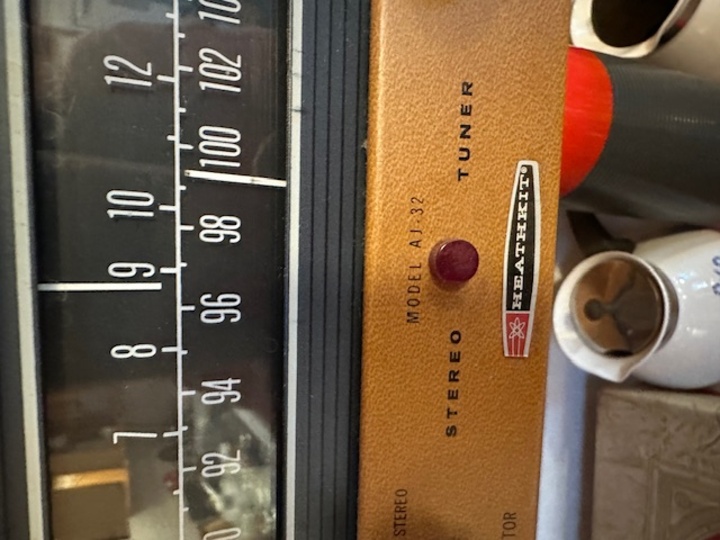 7 8 9 10 12
92 94 96 98 100 102
STEREO
MODEL AJ-32
STEREO TUNER
HEATHKIT®